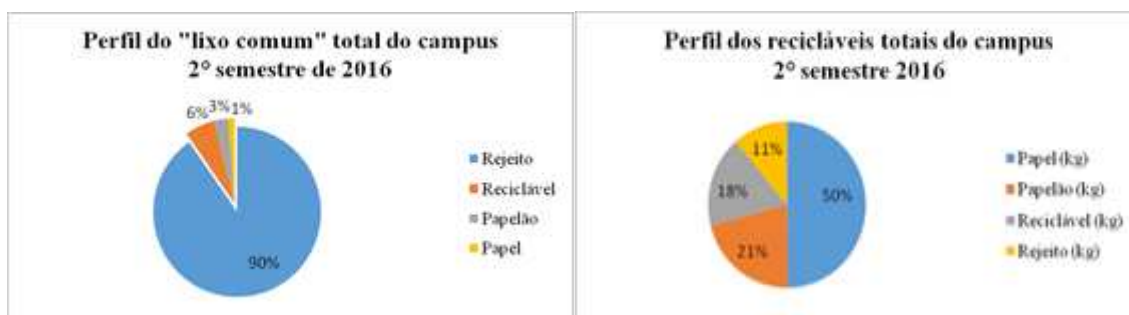 Perfil do "lixo comum" total do campus
2° semestre de 2016
6%
3%
1%
90%
Rejeito
Reciclável
Papelão
Papel
Perfil dos recicláveis totais do campus
2° semestre 2016
11%
18%
50%
21%
Papel (kg)
Papelão (kg)
Reciclável (kg)
Rejeito (kg)